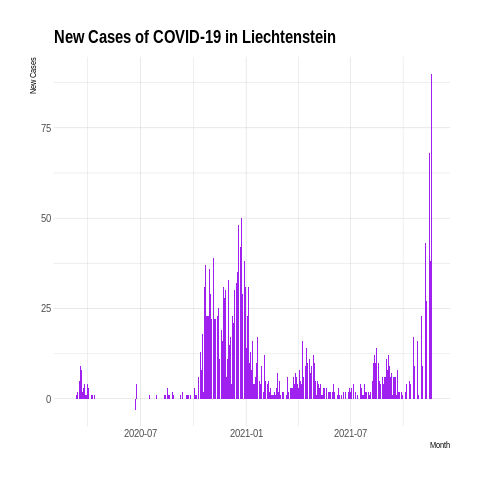 New Cases of COVID-19 in Liechtenstein
New Cases
75
50
25
0
2020-07
2021-01
2021-07
Month